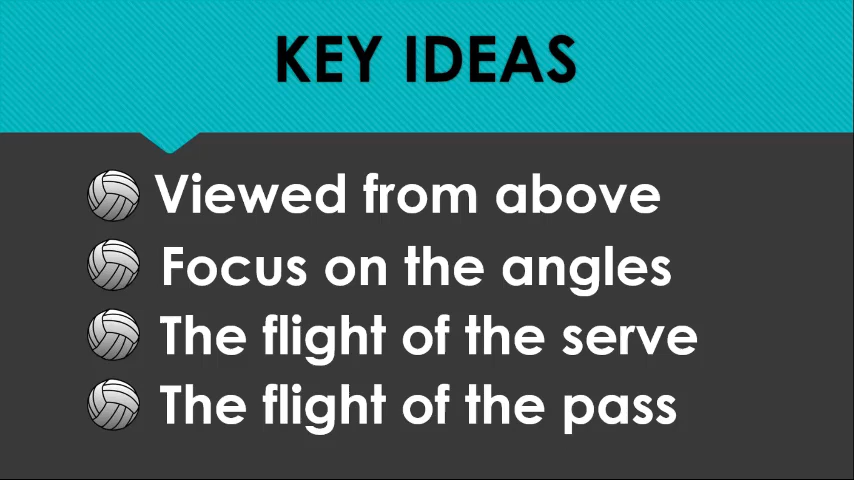 KEY IDEAS
Viewed from above
Focus on the angles
The flight of the serve
The flight of the pass